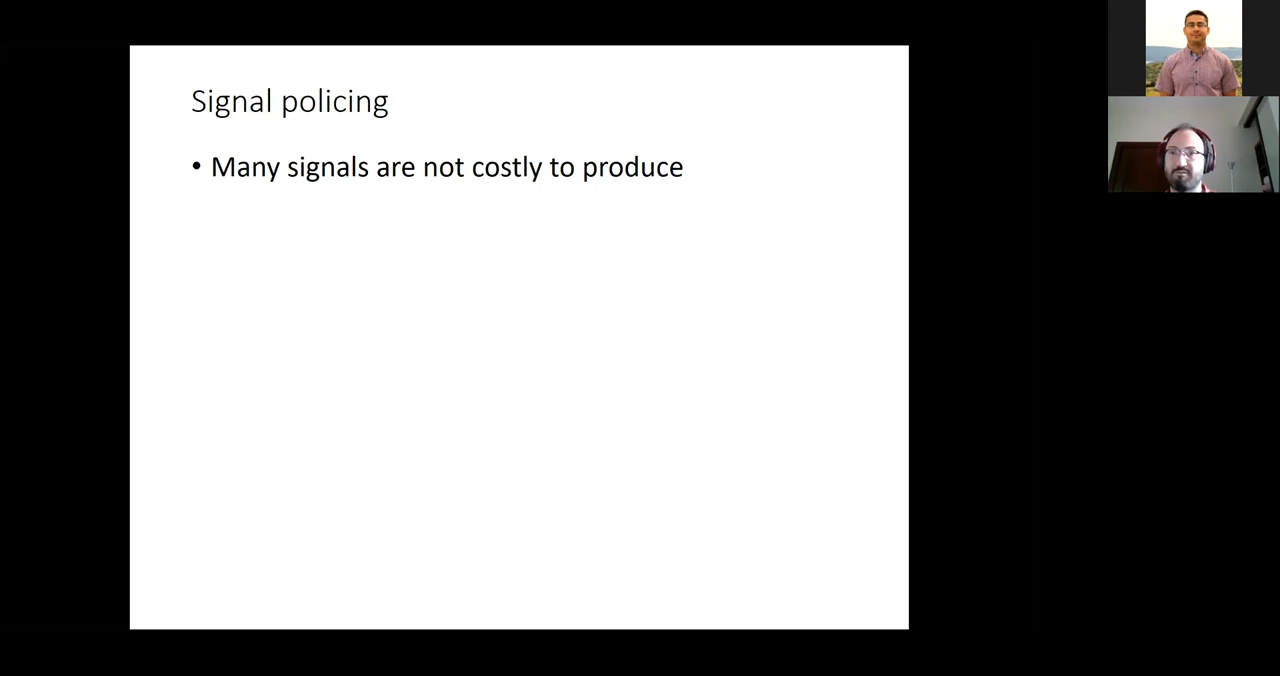 Signal policing
• Many signals are not costly to produce